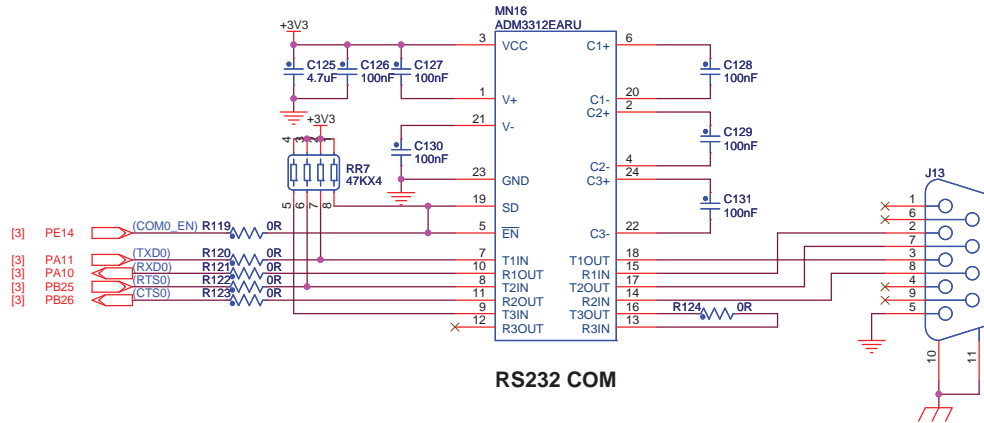 MN16
ADM3312EARU
+3V3
3 VCC C1+ 6
C125
4.7uF
C126
100nF
C127
100nF
C128
100nF
1 V+ C1- 20
C2+ 2
21 V-
+3V3
C130
100nF
C129
100nF
4 3 2 1
RR7
47KX4
C2- 4
23 GND C3+ 24
5 6 7 8
19 SD
C131
100nF
[3] PE14 (COM0_EN) R119 0R 5 EN C3- 22
[3] PA11 (TXD0) R120 0R 7 T1IN T1OUT 18
[3] PA10 (RXD0) R121 0R 10 R1OUT R1IN 15
[3] PB25 (RTS0) R122 0R 8 T2IN T2OUT 17
[3] PB26 (CTS0) R123 0R 11 R2OUT R2IN 14
9 T3IN T3OUT 16 R124 0R
12 R3OUT R3IN 13
J13
1
6
2
7
3
8
4
9
5
10
11
RS232 COM